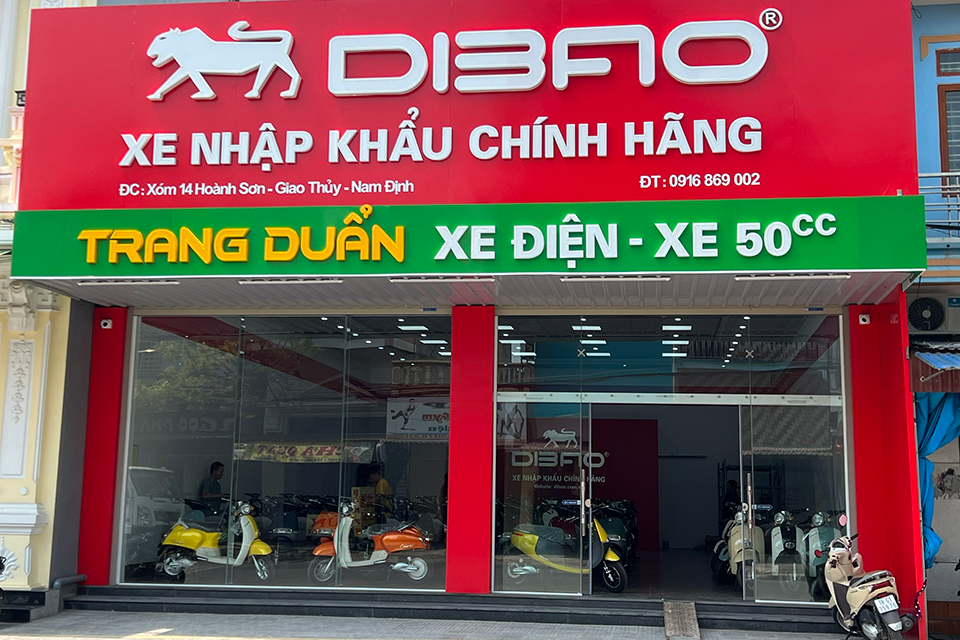 DIBAO®
XE NHẬP KHẨU CHÍNH HÃNG
ĐC : Xóm 14 Hoành Sơn - Giao Thủy - Nam Định
ĐT : 0916 869 002
TRANG DUẨN XE ĐIỆN - XE 50CC
Gym
DIBAO®
XE NHẬP KHẨU CHÍNH HÃNG